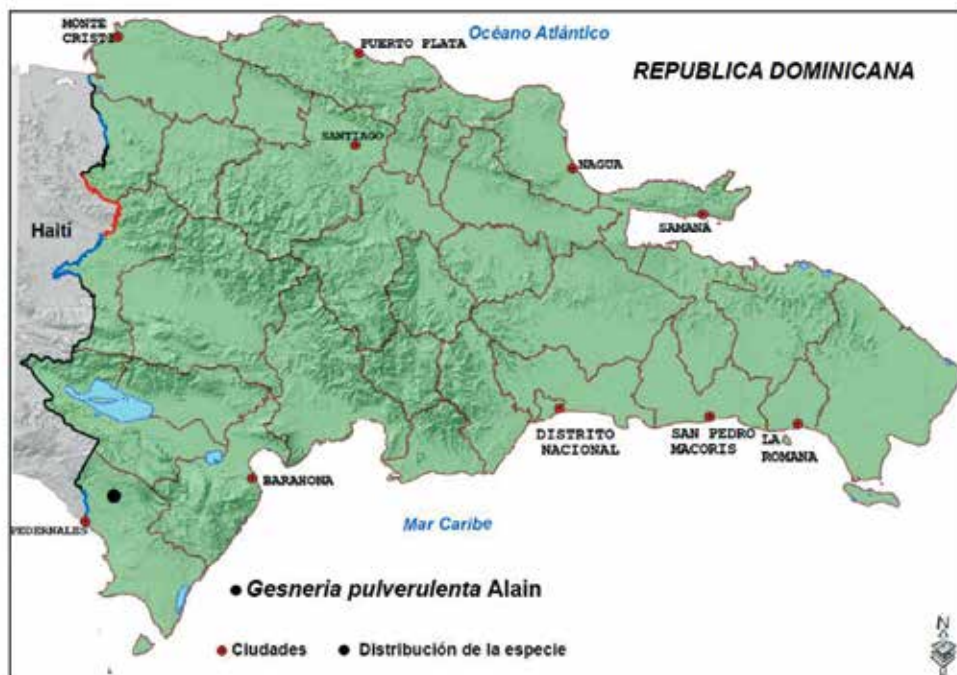 MONTE
CRISTI
PUERTO PLATA
Océano Atlántico
REPUBLICA DOMINICANA
SANTIAGO
NAGUA
SAMANA
Haití
DISTRITO
NACIONAL
SAN PEDRO
MACORIS
LA
ROMANA
BARAHONA
PEDERNALES
Mar Caribe
Gesneria pulverulenta Alain
Ciudades
Distribución de la especie
N